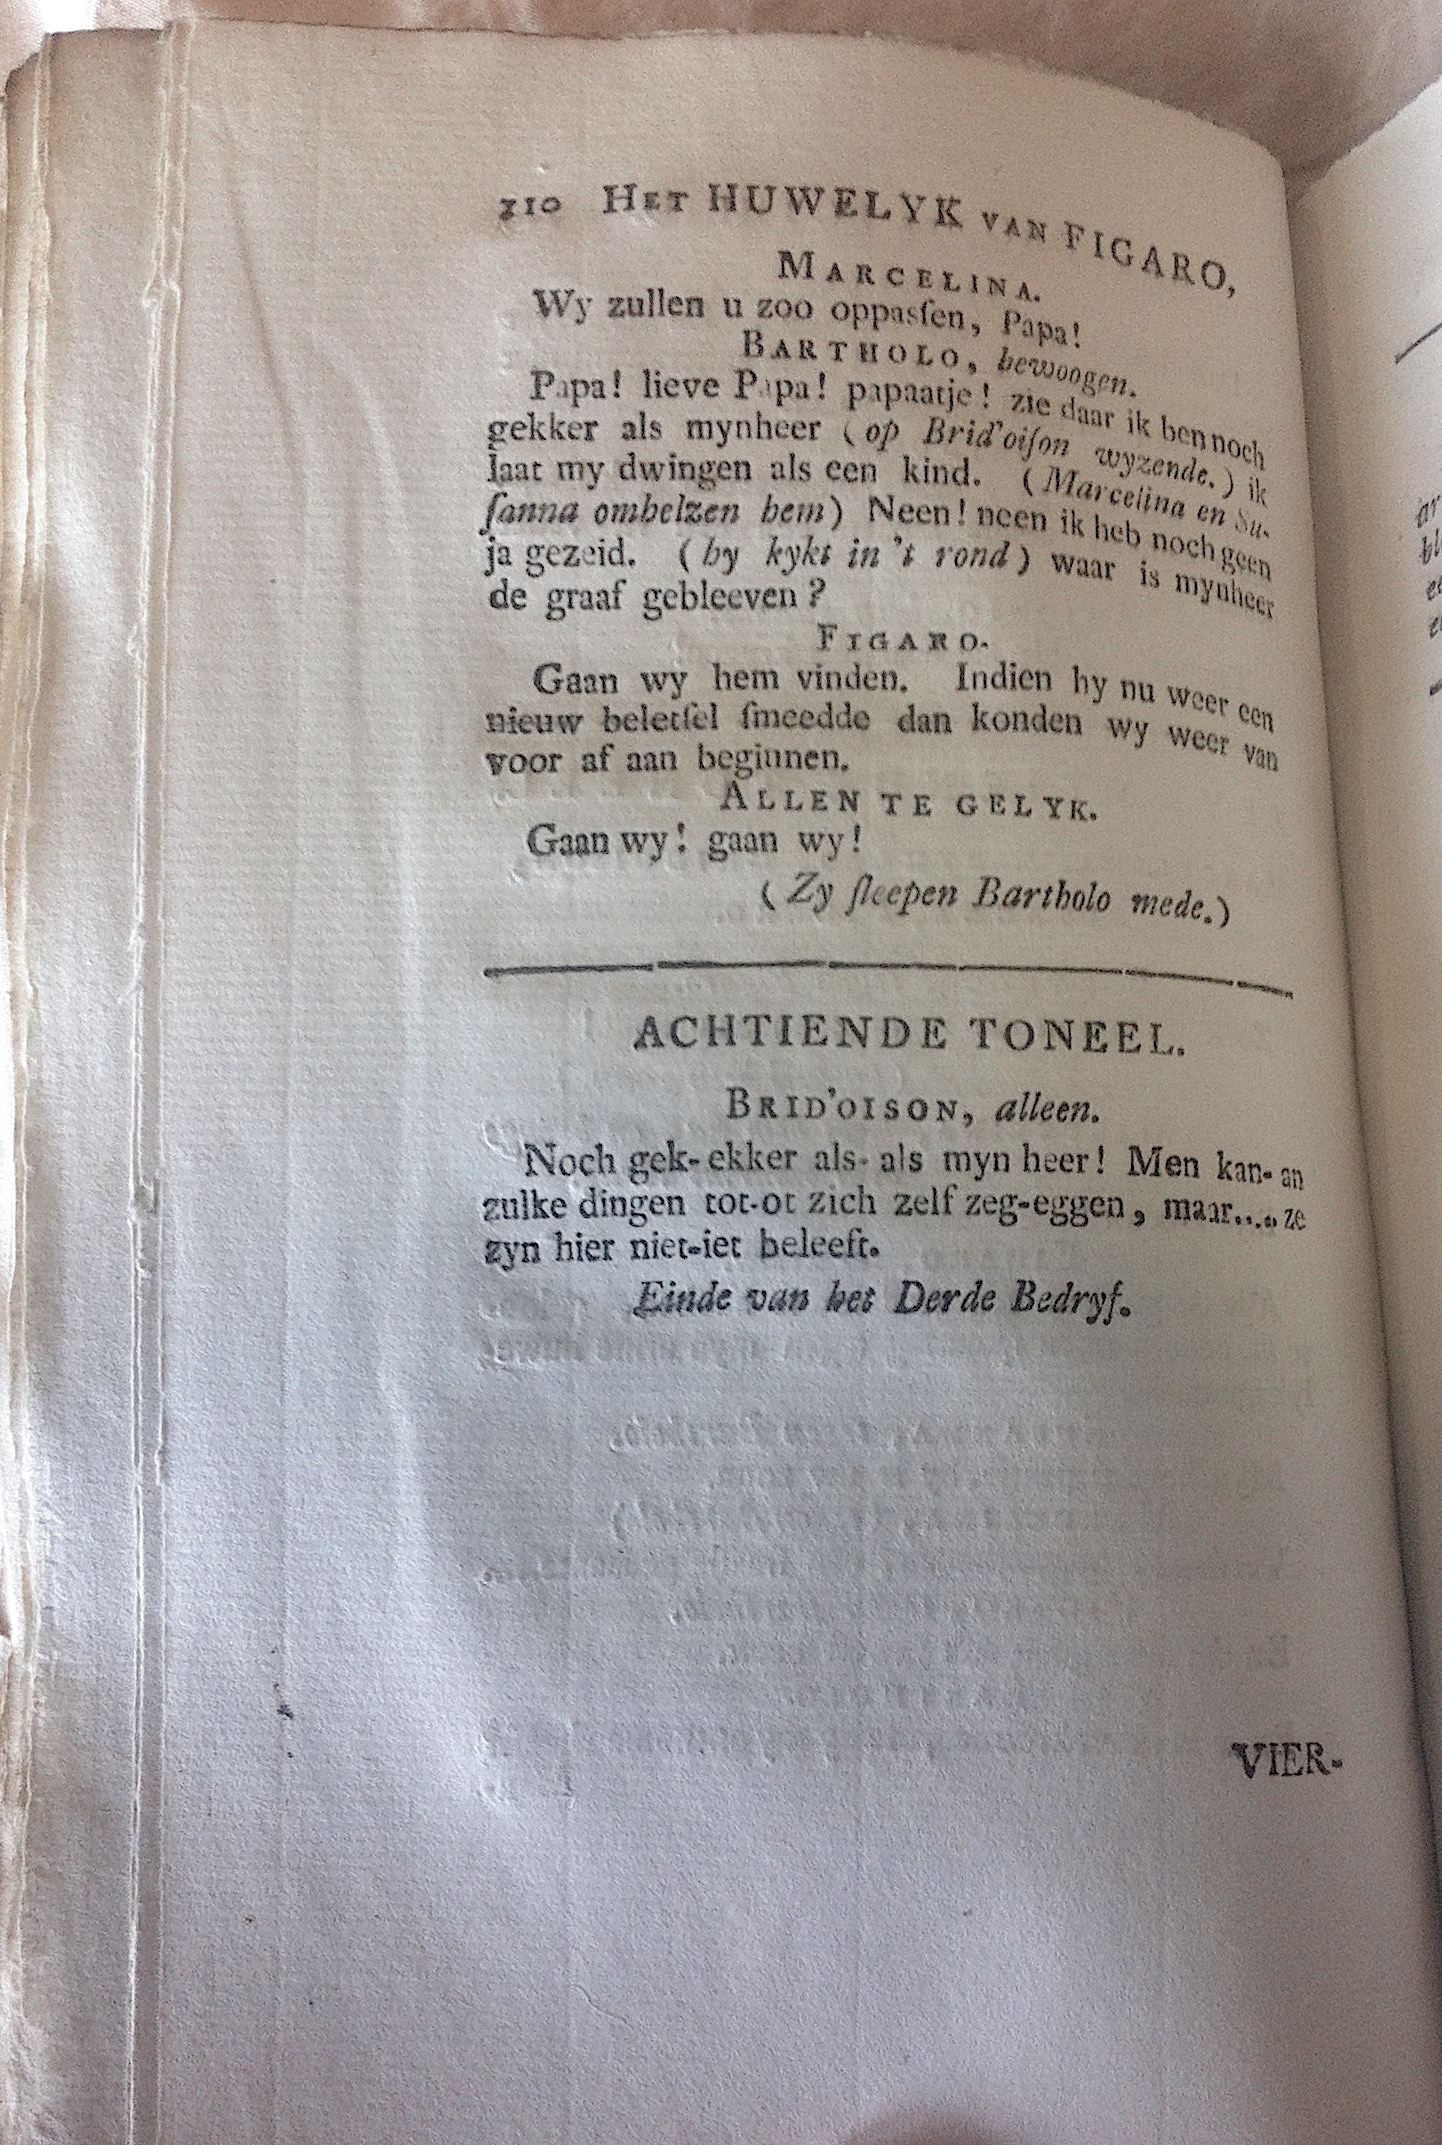 210 HET HUWELYK VAN FIGARO,
MARCELINA.
Wy zullen u zoo oppasſen, Papa!
BARTHOLO, bewoogen.
Papa! lieve Papa! papaatje! zie daar ik ben noch
gekker als mynheer (op Brid'oiſon wyzende.) ik
laat my dwingen als een kind. (Marcelina en Su-
ſanna omhelzen hem) Neen! neen ik heb noch geen
ja gezeid. (hy kykt in 't rond) waar is mynheer
de graaf gebleeven?
FIGARO.
Gaan wy hem vinden. Indien hy nu weer een
nieuw beletſel ſmeedde dan konden wy weer van
voor af aan beginnen.
ALLEN TE GELYK.
Gaan wy! gaan wy!
(Zy ſleepen Bartholo mede.)
ACHTIENDE TONEEL.
BRID'OISON, alleen.
Noch gek-ekker als-als myn heer! Men kan-an
zulke dingen tot-ot zich zelf zeg-eggen, maar..... ze
zyn hier niet-iet beleeft.
Einde van het Derde Bedryf.
VIER-